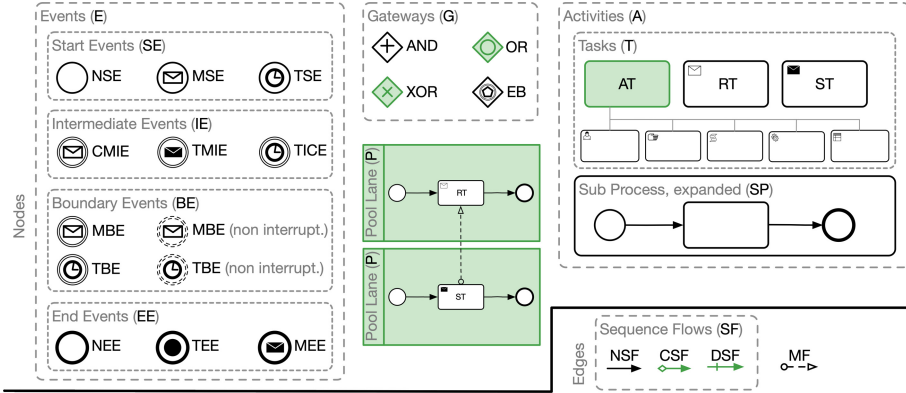 Events (E)
Start Events (SE)
NSE
MSE
TSE
Intermediate Events (IE)
CMIE
TMIE
TICE
Boundary Events (BE)
MBE
MBE (non interrupt.)
TBE
TBE (non interrupt.)
End Events (EE)
NEE
TEE
MEE
Nodes
Gateways (G)
AND
OR
XOR
EB
Pool Lane (P)
RT
Pool Lane (P)
ST
Activities (A)
Tasks (T)
AT
RT
ST
Sub Process, expanded (SP)
Edges
Sequence Flows (SF)
NSF
CSF
DSF
MF